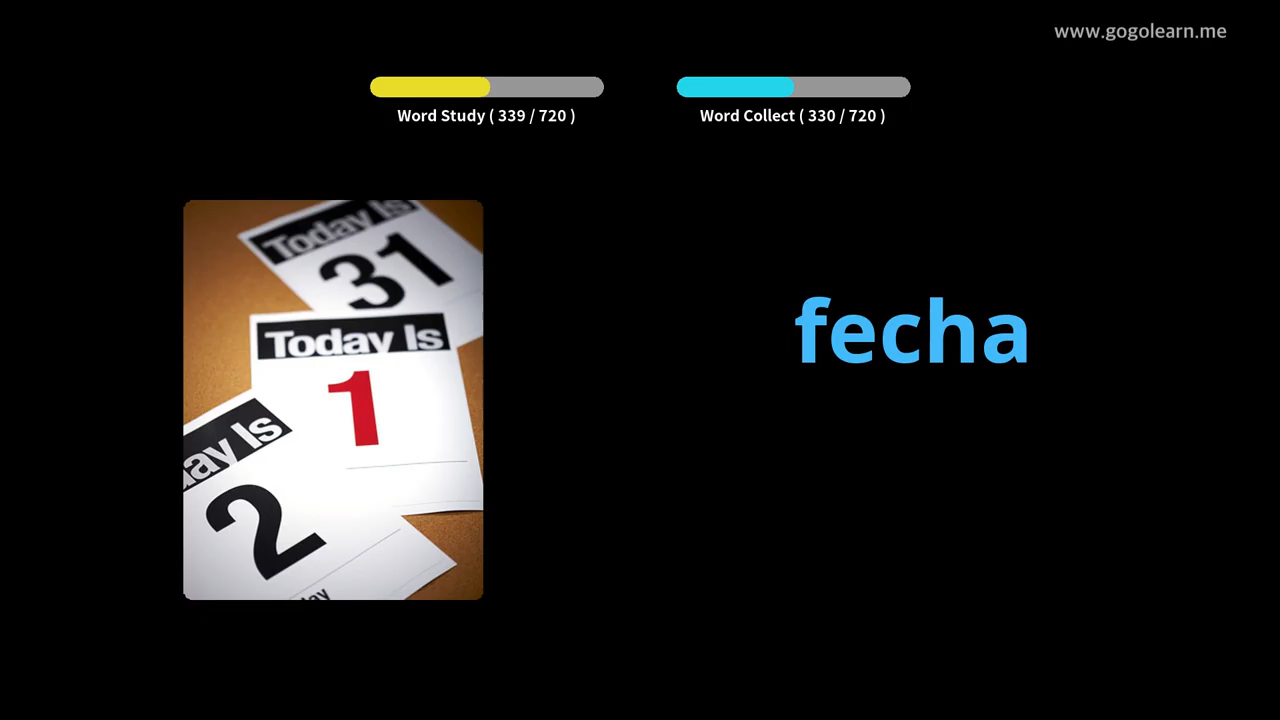 www.gogolearn.me
Word Study ( 339 / 720 )
Word Collect ( 330 / 720 )
Today Is
31
Today Is
1
fecha
ay Is
2